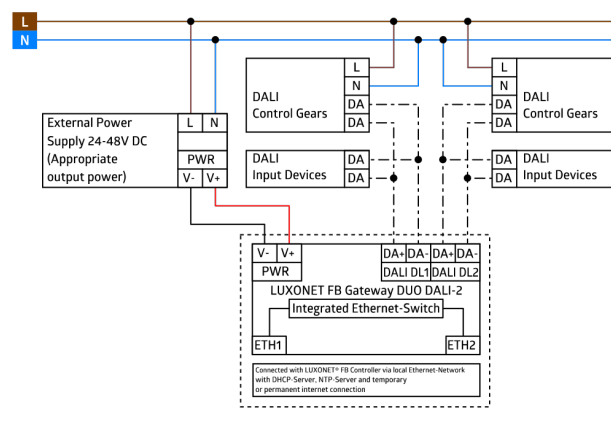 L
N
External Power
Supply 24-48V DC
(Appropriate
output power)
L N
PWR
V- V+
DALI
Control Gears
L
N
DA
DA
DALI
Input Devices
DA
DA
L
N
DA
DA
DALI
Control Gears
DA
DA
DALI
Input Devices
V- V+
PWR
DA+ DA- DA+ DA-
DALI DL1 DALI DL2
LUXONET FB Gateway DUO DALI-2
Integrated Ethernet-Switch
ETH1
ETH2
Connected with LUXONET® FB Controller via local Ethernet-Network
with DHCP-Server, NTP-Server and temporary
or permanent internet connection